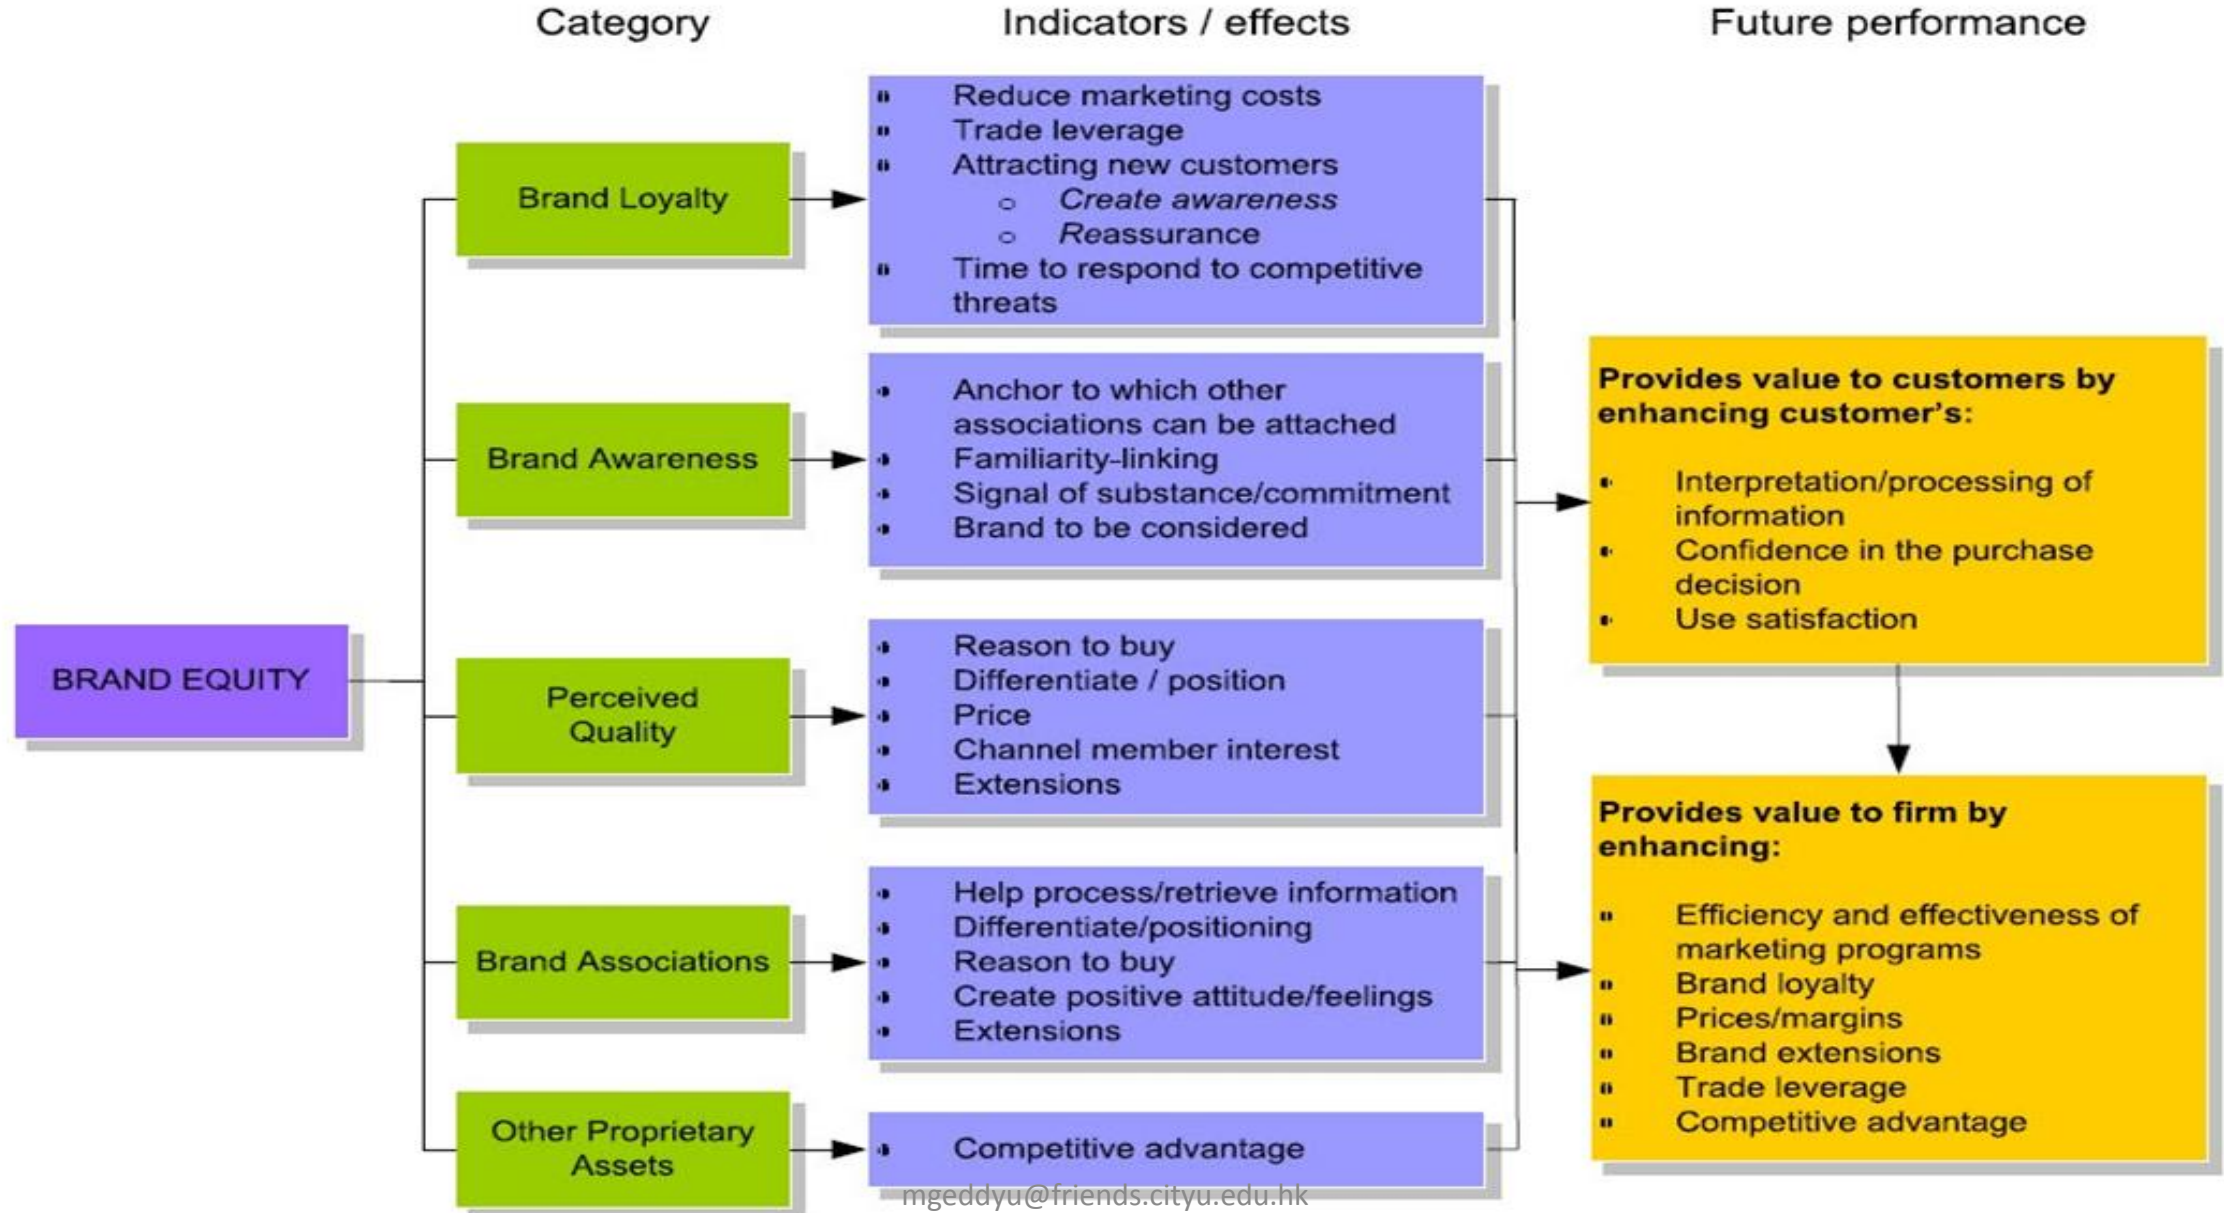 Category
Indicators / effects
Future performance
BRAND EQUITY
Brand Loyalty
Reduce marketing costs
Trade leverage
Attracting new customers
Create awareness
Reassurance
Time to respond to competitive
threats
Brand Awareness
Anchor to which other
associations can be attached
Familiarity-linking
Signal of substance/commitment
Brand to be considered
Perceived
Quality
Reason to buy
Differentiate / position
Price
Channel member interest
Extensions
Brand Associations
Help process/retrieve information
Differentiate/positioning
Reason to buy
Create positive attitude/feelings
Extensions
Other Proprietary
Assets
Competitive advantage
Provides value to customers by
enhancing customer's:
Interpretation/processing of
information
Confidence in the purchase
decision
Use satisfaction
Provides value to firm by
enhancing:
Efficiency and effectiveness of
marketing programs
Brand loyalty
Prices/margins
Brand extensions
Trade leverage
Competitive advantage
mgeddyu@friends.cityu.edu.hk